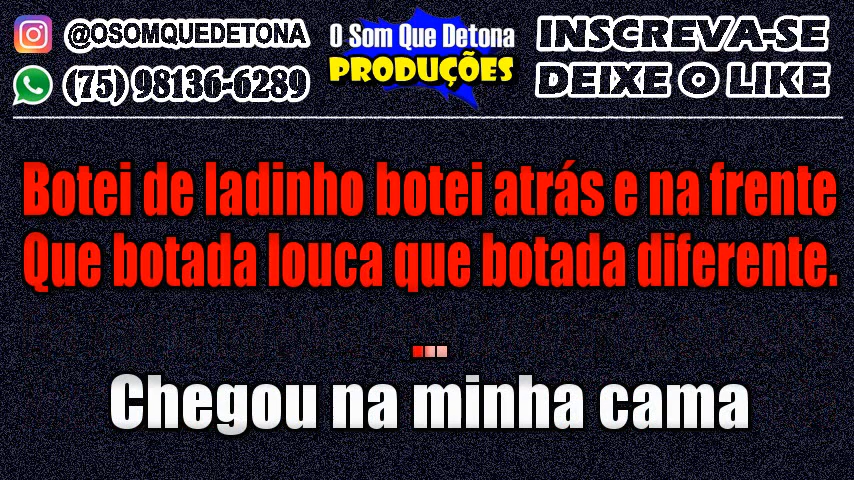 @OSOMQUEDETONA
(75) 98136-6289
O Som Que Detona
PRODUÇÕES
INSCREVA-SE
DEIXE O LIKE
Botei de ladinho botei atrás e na frente
Que botada louca que botada diferente.
Chegou na minha cama